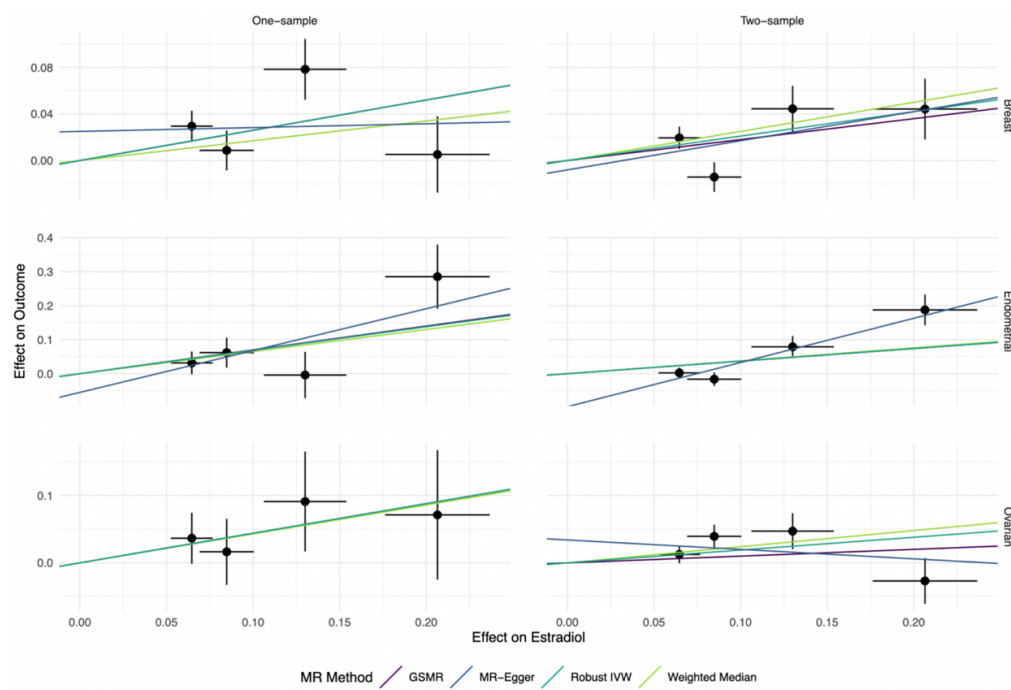 One−sample
Two−sample
0.08
0.04
0.00
Breast
0.4
0.3
0.2
0.1
0.0
Endometrial
Effect on Outcome
0.1
0.0
Ovarian
0.00 0.05 0.10 0.15 0.20
0.00 0.05 0.10 0.15 0.20
Effect on Estradiol
MR Method GSMR MR−Egger Robust IVW Weighted Median